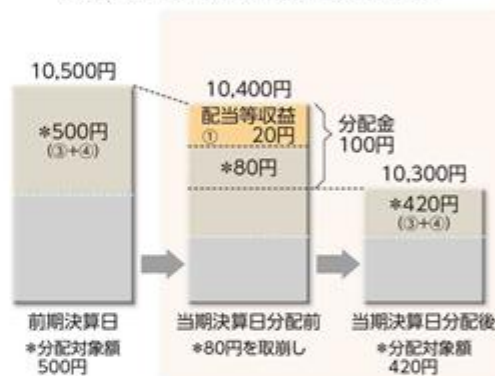 10,500円
*500円
(③+④)
10,400円
配当等収益
① 20円
*80円
分配金
100円
10,300円
*420円
(③+④)
前期決算日
*分配対象額
500円
当期決算日分配前
*80円を取崩し
当期決算日分配後
*分配対象額
420円